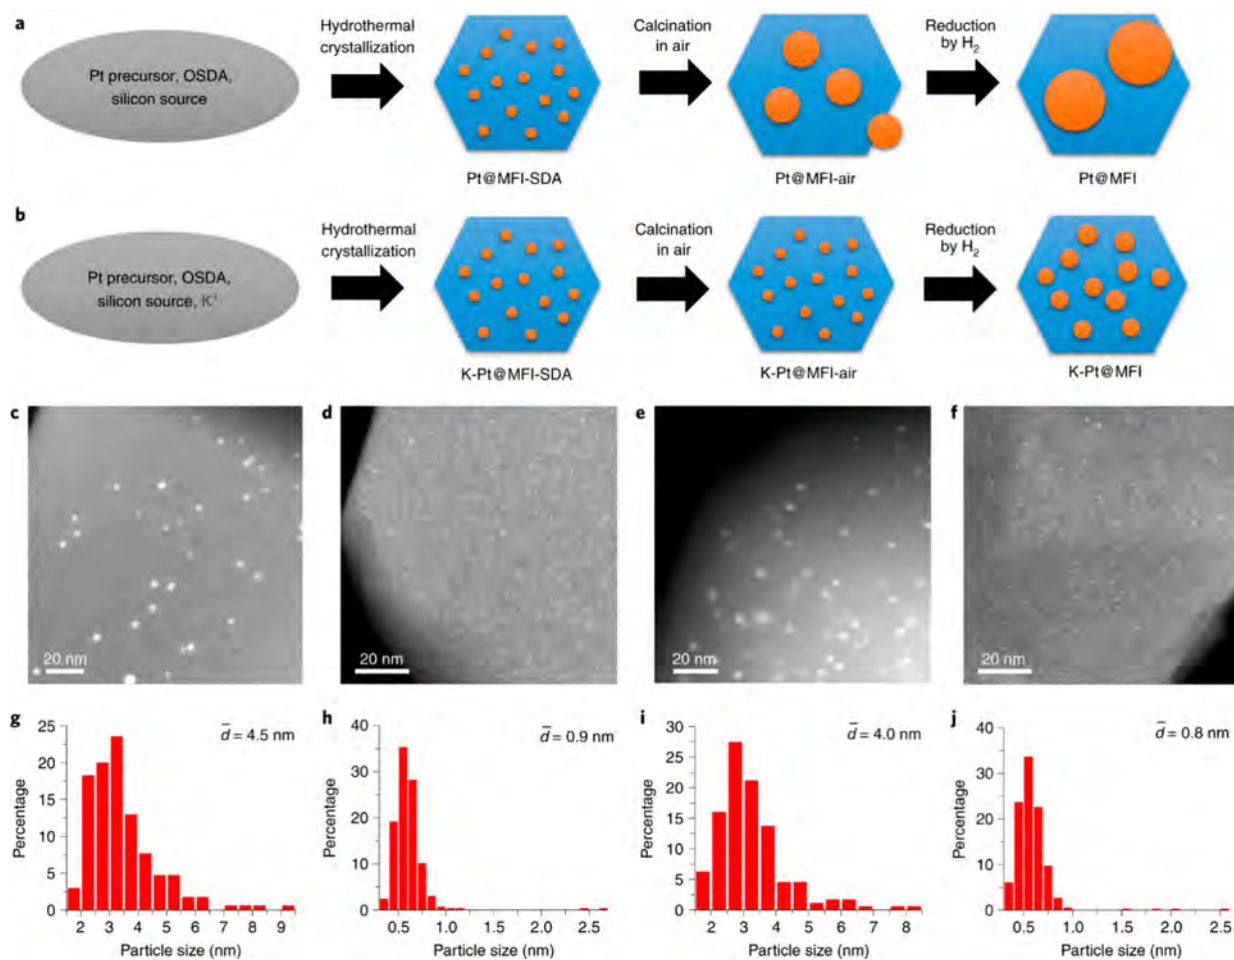 a
Pt precursor, OSDA,
silicon source
Hydrothermal
crystallization
Pt@MFI-SDA
Calcination
in air
Pt@MFI-air
Reduction
by H₂
Pt@MFI
b
Pt precursor, OSDA,
silicon source, K⁺
Hydrothermal
crystallization
K-Pt@MFI-SDA
Calcination
in air
K-Pt@MFI-air
Reduction
by H₂
K-Pt@MFI
c
20 nm
d
20 nm
e
20 nm
f
20 nm
g
d̅ = 4.5 nm
Percentage
25
20
15
10
5
0
2 3 4 5 6 7 8 9
Particle size (nm)
h
d̅ = 0.9 nm
Percentage
40
30
20
10
0
0.5 1.0 1.5 2.0 2.5
Particle size (nm)
i
d̅ = 4.0 nm
Percentage
30
25
20
15
10
5
0
2 3 4 5 6 7 8
Particle size (nm)
j
d̅ = 0.8 nm
Percentage
40
30
20
10
0
0.5 1.0 1.5 2.0 2.5
Particle size (nm)